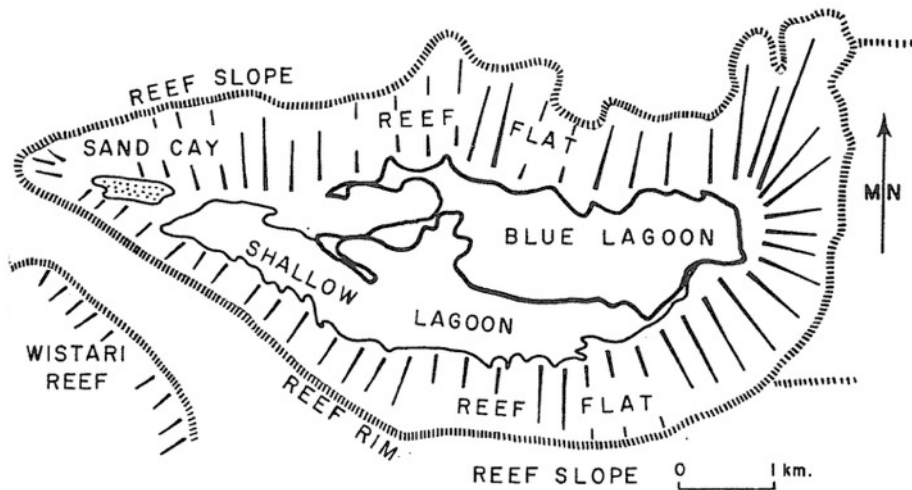 REEF SLOPE
REEF
FLAT
SAND CAY
MN
BLUE LAGOON
SHALLOW
LAGOON
WISTARI
REEF
REEF RIM
REEF
FLAT
REEF SLOPE
0 1 km.